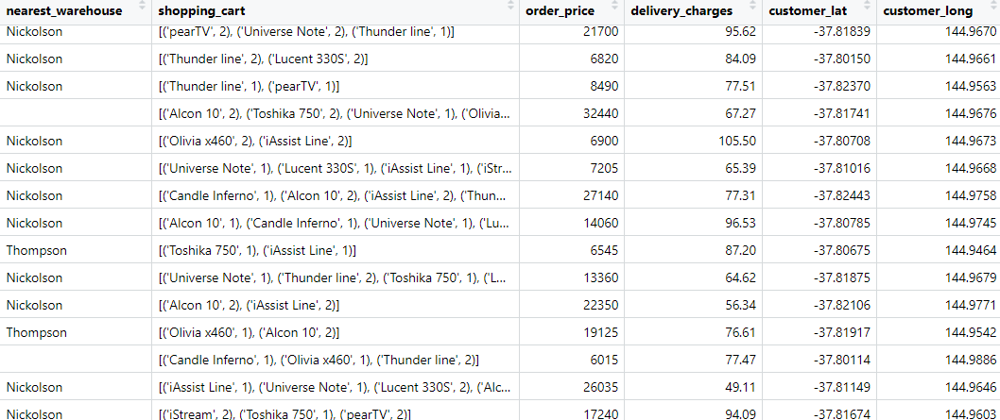 nearest_warehouse shopping_cart order_price delivery_charges customer_lat customer_long
Nickolson [('pearTV', 2), ('Universe Note', 2), ('Thunder line', 1)] 21700 95.62 -37.81839 144.9670
Nickolson [('Thunder line', 2), ('Lucent 330S', 2)] 6820 84.09 -37.80150 144.9661
Nickolson [('Thunder line', 1), ('pearTV', 1)] 8490 77.51 -37.82370 144.9563
[('Alcon 10', 2), ('Toshika 750', 2), ('Universe Note', 1), ('Olivia... 32440 67.27 -37.81741 144.9676
Nickolson [('Olivia x460', 2), ('iAssist Line', 2)] 6900 105.50 -37.80708 144.9673
Nickolson [('Universe Note', 1), ('Lucent 330S', 1), ('iAssist Line', 1), ('iStr... 7205 65.39 -37.81016 144.9668
Nickolson [('Candle Inferno', 1), ('Alcon 10', 2), ('iAssist Line', 2), ('Thun... 27140 77.31 -37.82443 144.9758
Nickolson [('Alcon 10', 1), ('Candle Inferno', 1), ('Universe Note', 1), ('Lu... 14060 96.53 -37.80785 144.9745
Thompson [('Toshika 750', 1), ('iAssist Line', 1)] 6545 87.20 -37.80675 144.9464
Nickolson [('Universe Note', 1), ('Thunder line', 2), ('Toshika 750', 1), ('L... 13360 64.62 -37.81875 144.9679
Nickolson [('Alcon 10', 2), ('iAssist Line', 2)] 22350 56.34 -37.82106 144.9771
Thompson [('Olivia x460', 1), ('Alcon 10', 2)] 19125 76.61 -37.81917 144.9542
[('Candle Inferno', 1), ('Olivia x460', 1), ('Thunder line', 2)] 6015 77.47 -37.80114 144.9886
Nickolson [('iAssist Line', 1), ('Universe Note', 1), ('Lucent 330S', 2), ('Alc... 26035 49.11 -37.81149 144.9646
Nickolson [('iStream', 2), ('Toshika 750', 1), ('pearTV', 2)] 17240 94.09 -37.81674 144.9603